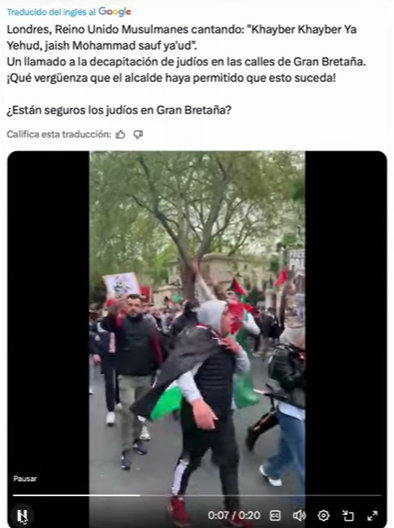 Traducido del inglés al Google
Londres, Reino Unido Musulmanes cantando: "Khayber Khayber Ya
Yehud, jaish Mohammad sauf ya'ud".
Un llamado a la decapitación de judíos en las calles de Gran Bretaña.
¡Qué vergüenza que el alcalde haya permitido que esto suceda!
¿Están seguros los judíos en Gran Bretaña?
Califica esta traducción:
Pausar
0:07 / 0:20